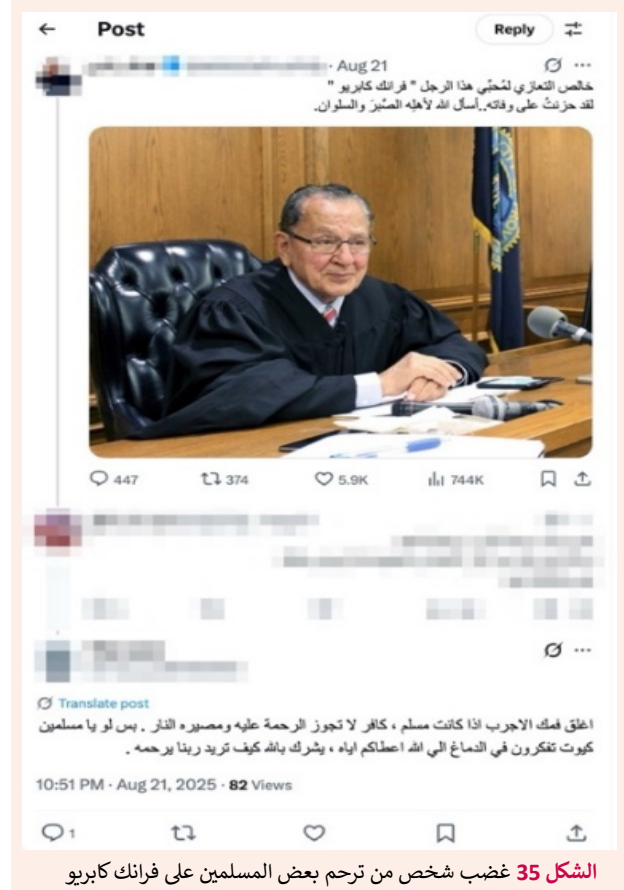 Post
Reply
· Aug 21
خالص التعازي لمُحبِّي هذا الرجل " فرانك كابريو "
لقد حزنتُ على وفاته..أسأل الله لأهلِه الصَّبرَ والسلوان.
447 374 5.9K 744K
Translate post
اغلق فمك الاجرب اذا كانت مسلم ، كافر لا تجوز الرحمة عليه ومصيره النار . بس لو يا مسلمين
كيوت تفكرون في الدماغ الي الله اعطاكم اياه ، يشرك بالله كيف تريد ربنا يرحمه .
10:51 PM · Aug 21, 2025 · 82 Views
1
الشكل 35 غضب شخص من ترحم بعض المسلمين على فرانك كابريو